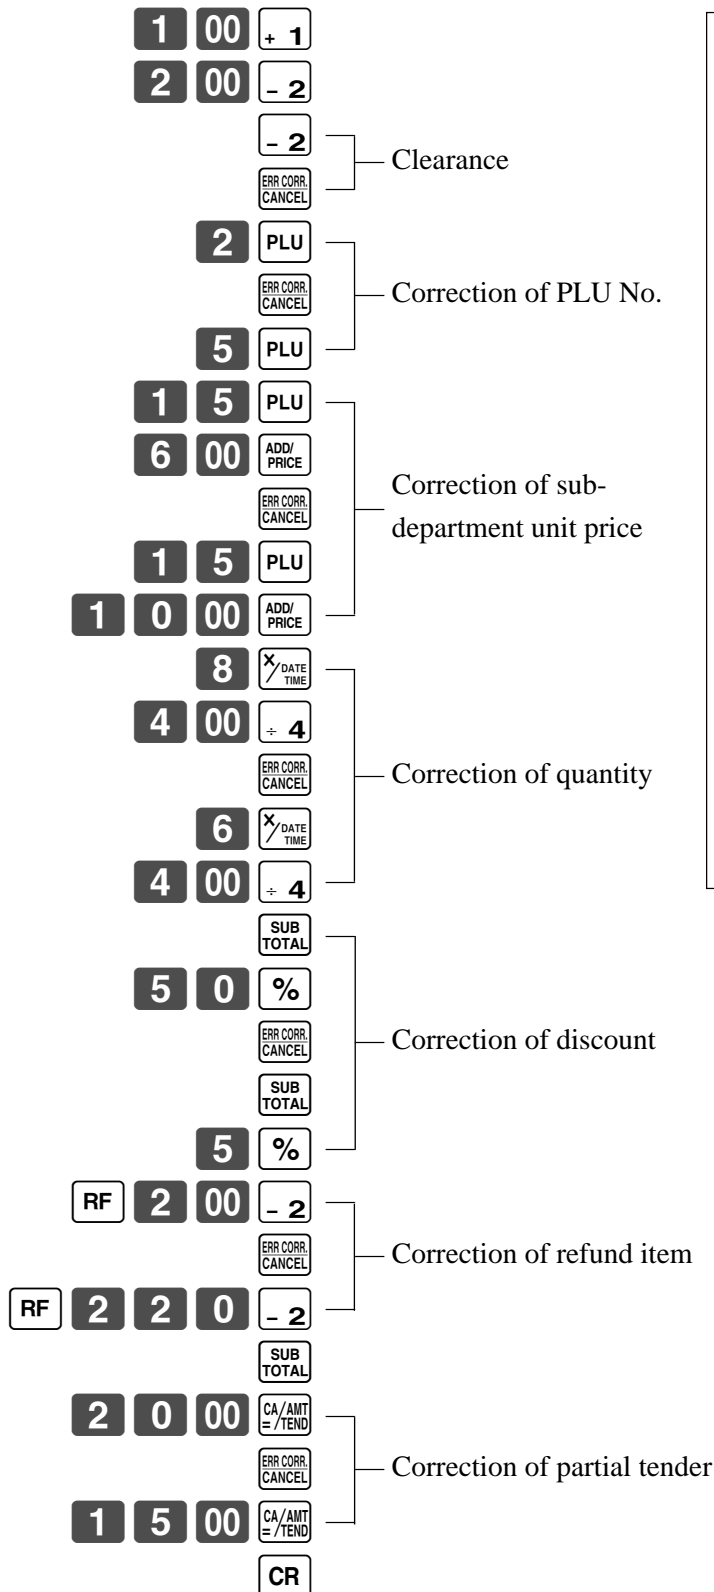 1 00 + 1
2 00 - 2
- 2
Clearance
ERR CORR. CANCEL
2 PLU
ERR CORR. CANCEL
Correction of PLU No.
5 PLU
1 5 PLU
6 00 ADD/ PRICE
ERR CORR. CANCEL
Correction of sub-
department unit price
1 5 PLU
1 0 00 ADD/ PRICE
8 X/DATE TIME
4 00 ÷ 4
ERR CORR. CANCEL
Correction of quantity
6 X/DATE TIME
4 00 ÷ 4
SUB TOTAL
5 0 %
ERR CORR. CANCEL
Correction of discount
SUB TOTAL
5 %
RF 2 00 - 2
ERR CORR. CANCEL
Correction of refund item
RF 2 2 0 - 2
SUB TOTAL
2 0 00 CA/AMT =/TEND
ERR CORR. CANCEL
Correction of partial tender
1 5 00 CA/AMT =/TEND
CR